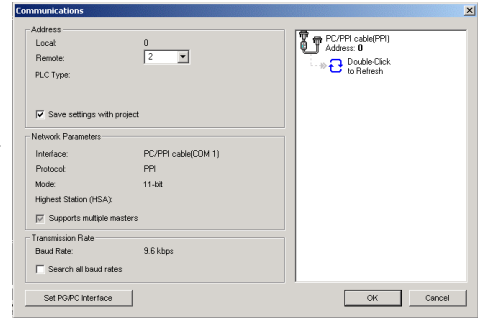 Communications
Address
Local: 0
Remote: 2
PLC Type:
Save settings with project
Network Parameters
Interface: PC/PPI cable(COM 1)
Protocol: PPI
Mode: 11-bit
Highest Station (HSA):
Supports multiple masters
Transmission Rate
Baud Rate: 9.6 kbps
Search all baud rates
Set PG/PC Interface
PC/PPI cable(PPI)
Address: 0
Double-Click
to Refresh
OK Cancel